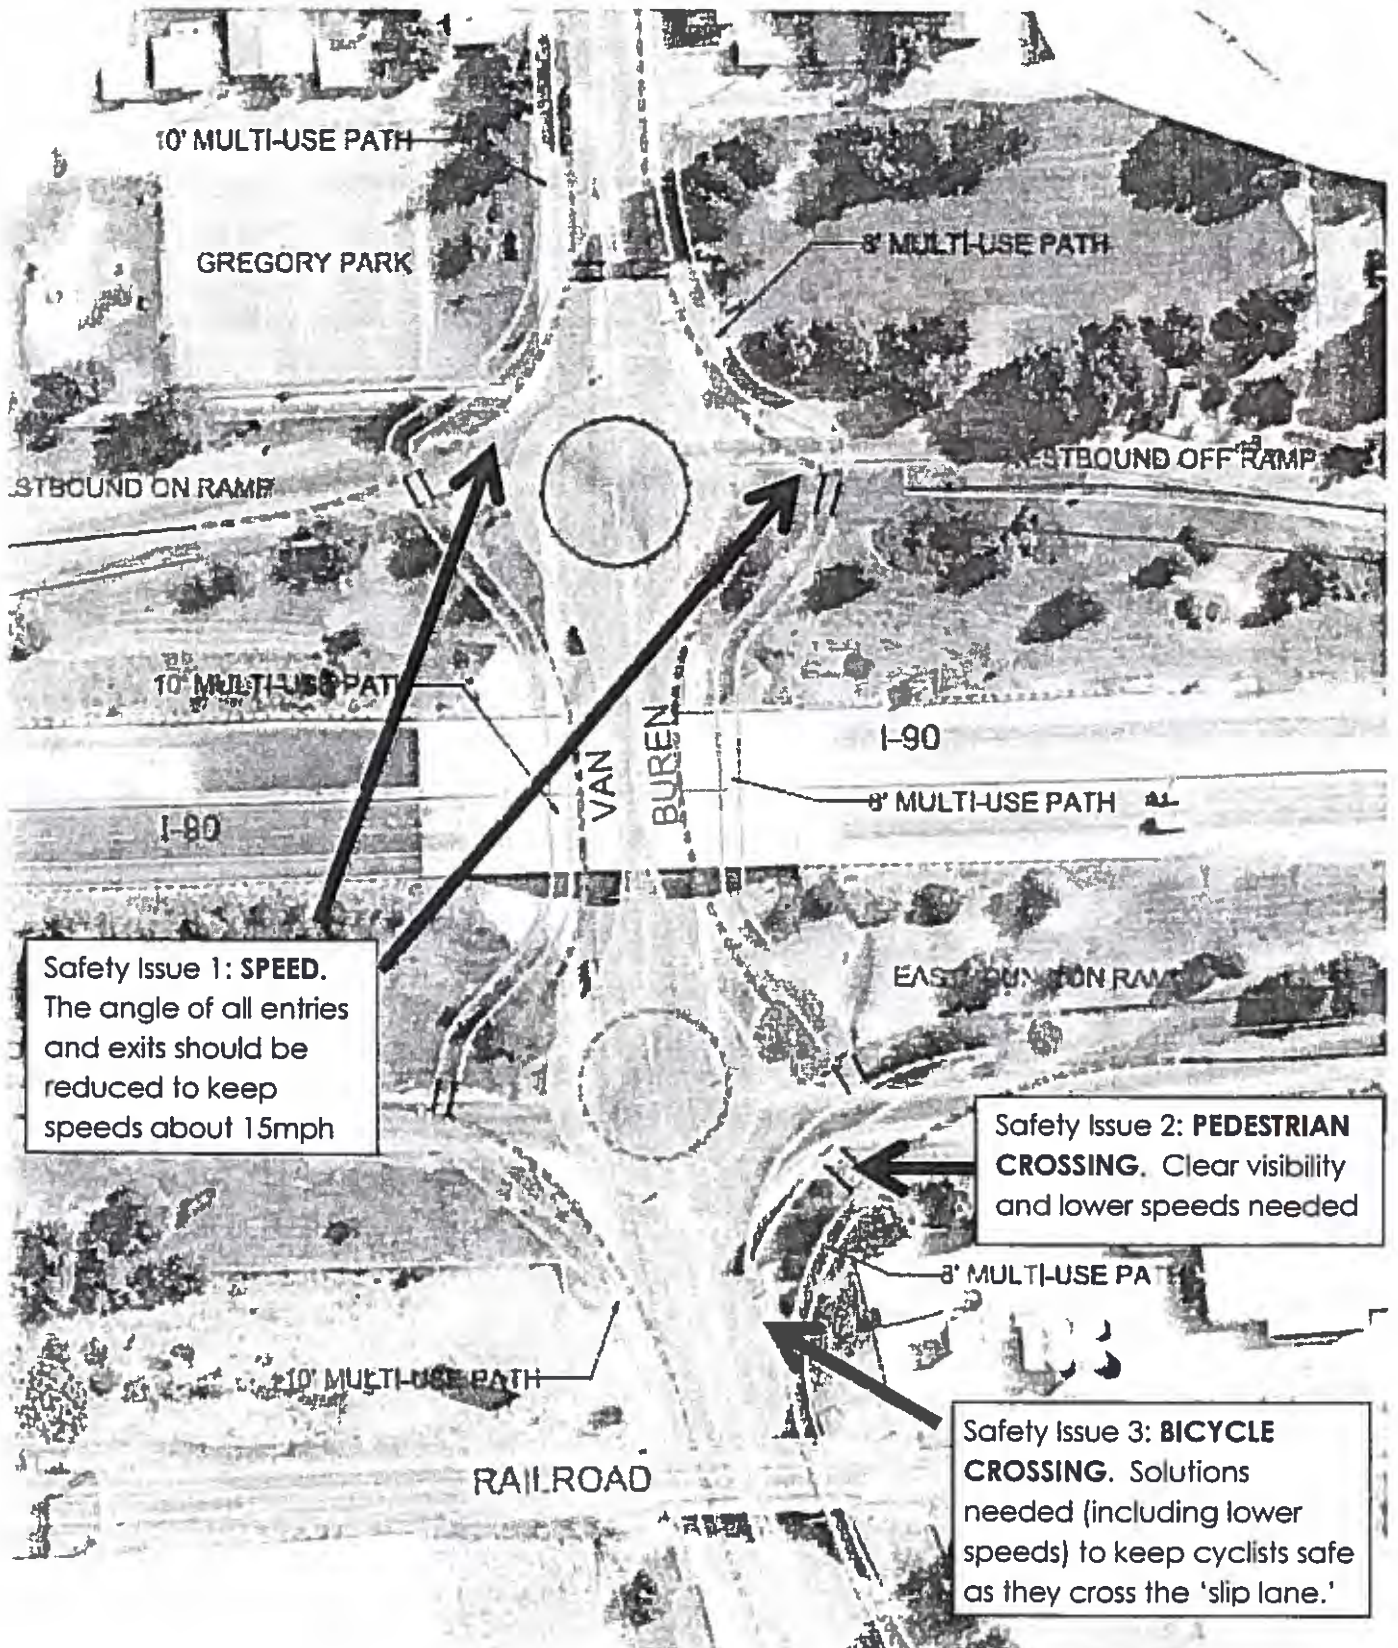 10' MULTI-USE PATH
GREGORY PARK
8' MULTI-USE PATH
STBOUND ON RAMP
STBOUND OFF RAMP
10' MULTI-USE PATH
VAN
BUREN
I-90
8' MULTI-USE PATH
I-90
Safety Issue 1: SPEED.
The angle of all entries
and exits should be
reduced to keep
speeds about 15mph
EASTBOUND ON RAMP
Safety Issue 2: PEDESTRIAN
CROSSING. Clear visibility
and lower speeds needed
8' MULTI-USE PATH
10' MULTI-USE PATH
RAILROAD
Safety Issue 3: BICYCLE
CROSSING. Solutions
needed (including lower
speeds) to keep cyclists safe
as they cross the 'slip lane.'